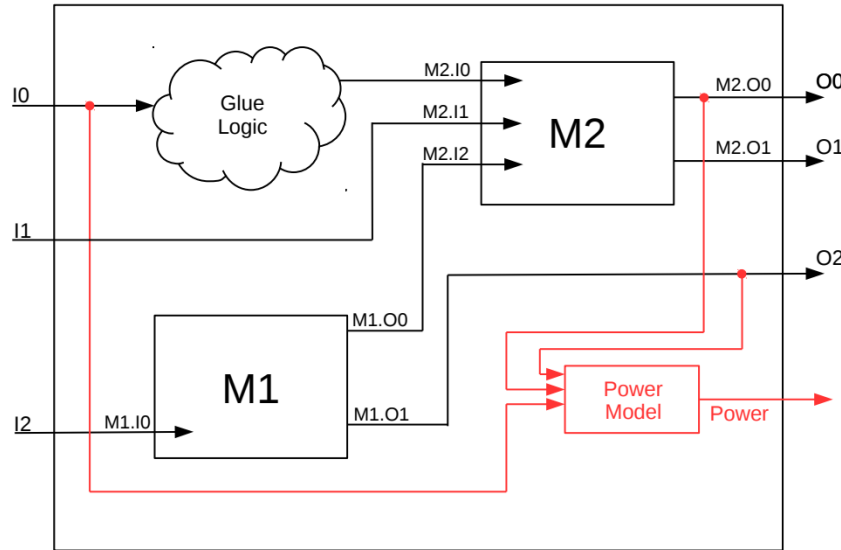 M2.I0
M2.O0
O0
I0
Glue
Logic
M2.I1
M2
M2.I2
M2.O1
O1
I1
O2
M1.O0
M1
Power
Model
M1.O1
Power
I2
M1.I0